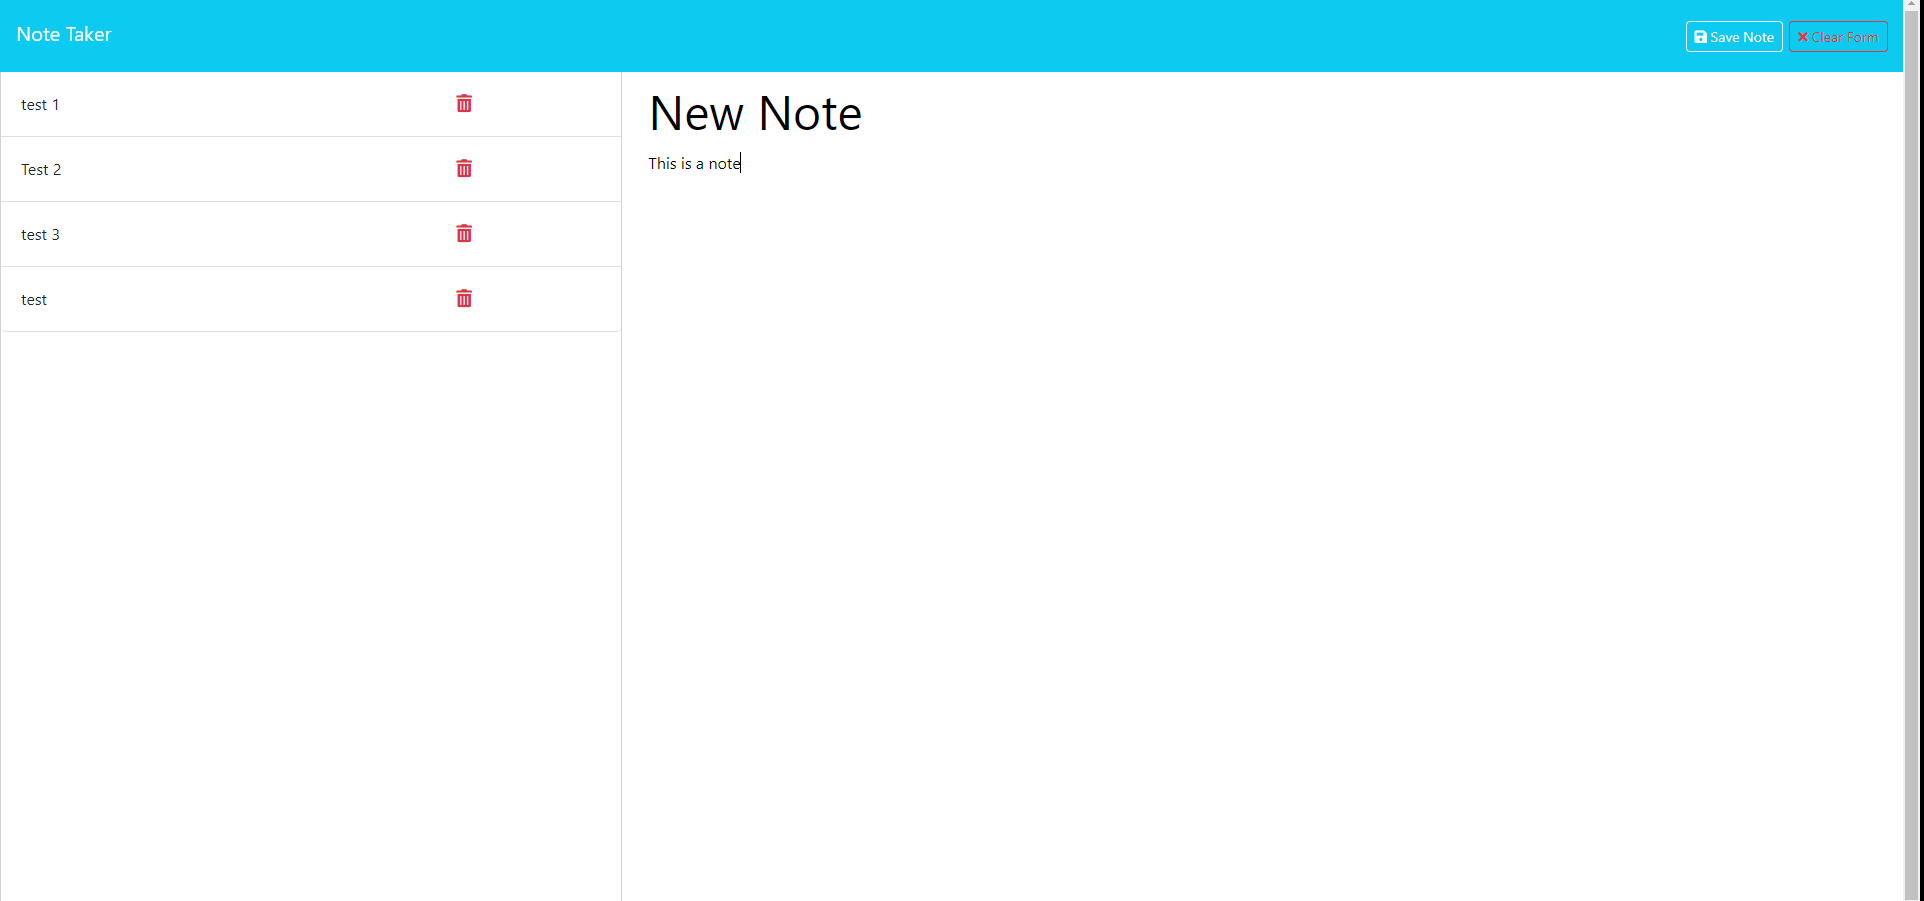 Note Taker
Save Note
Clear Form
test 1
Test 2
test 3
test
New Note
This is a note